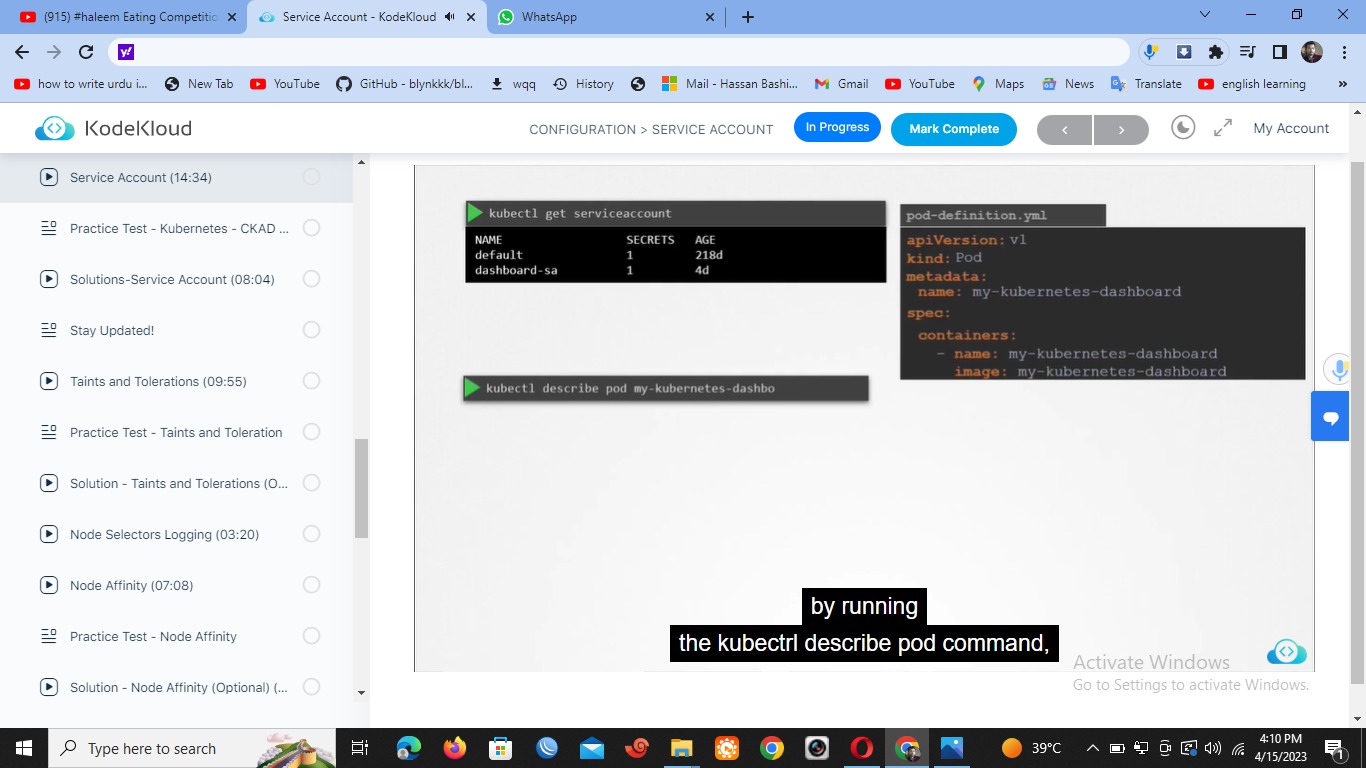 (915) #haleem Eating Competitio
Service Account - KodeKloud
WhatsApp
how to write urdu i...
New Tab
YouTube
GitHub - blynkkk/bl...
wqq
History
Mail - Hassan Bashi...
Gmail
YouTube
Maps
News
Translate
english learning
»
KodeKloud
CONFIGURATION > SERVICE ACCOUNT
In Progress
Mark Complete
My Account
Service Account (14:34)
Practice Test - Kubernetes - CKAD ...
Solutions-Service Account (08:04)
Stay Updated!
Taints and Tolerations (09:55)
Practice Test - Taints and Toleration
Solution - Taints and Tolerations (O...
Node Selectors Logging (03:20)
Node Affinity (07:08)
Practice Test - Node Affinity
Solution - Node Affinity (Optional) (...
kubectl get serviceaccount
NAME SECRETS AGE
default 1 218d
dashboard-sa 1 4d
kubectl describe pod my-kubernetes-dashbo
pod-definition.yml
apiVersion: v1
kind: Pod
metadata:
name: my-kubernetes-dashboard
spec:
containers:
- name: my-kubernetes-dashboard
image: my-kubernetes-dashboard
by running
the kubectrl describe pod command,
Activate Windows
Go to Settings to activate Windows.
Type here to search
39°C
4:10 PM
4/15/2023
1